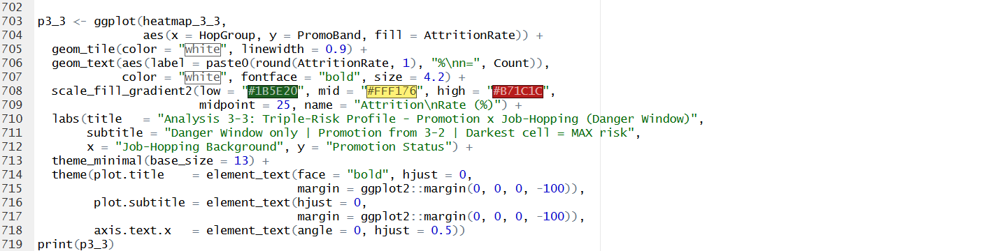 702
703 p3_3 <- ggplot(heatmap_3_3,
704                aes(x = HopGroup, y = PromoBand, fill = AttritionRate)) +
705   geom_tile(color = "white", linewidth = 0.9) +
706   geom_text(aes(label = paste0(round(AttritionRate, 1), "%\nn=", Count)),
707             color = "white", fontface = "bold", size = 4.2) +
708   scale_fill_gradient2(low = "#1B5E20", mid = "#FFF176", high = "#B71C1C",
709                        midpoint = 25, name = "Attrition\nRate (%)") +
710   labs(title   = "Analysis 3-3: Triple-Risk Profile - Promotion x Job-Hopping (Danger Window)",
711        subtitle = "Danger Window only | Promotion from 3-2 | Darkest cell = MAX risk",
712        x = "Job-Hopping Background", y = "Promotion Status") +
713   theme_minimal(base_size = 13) +
714   theme(plot.title    = element_text(face = "bold", hjust = 0,
715                                      margin = ggplot2::margin(0, 0, 0, -100)),
716         plot.subtitle = element_text(hjust = 0,
717                                      margin = ggplot2::margin(0, 0, 0, -100)),
718         axis.text.x   = element_text(angle = 0, hjust = 0.5))
719 print(p3_3)